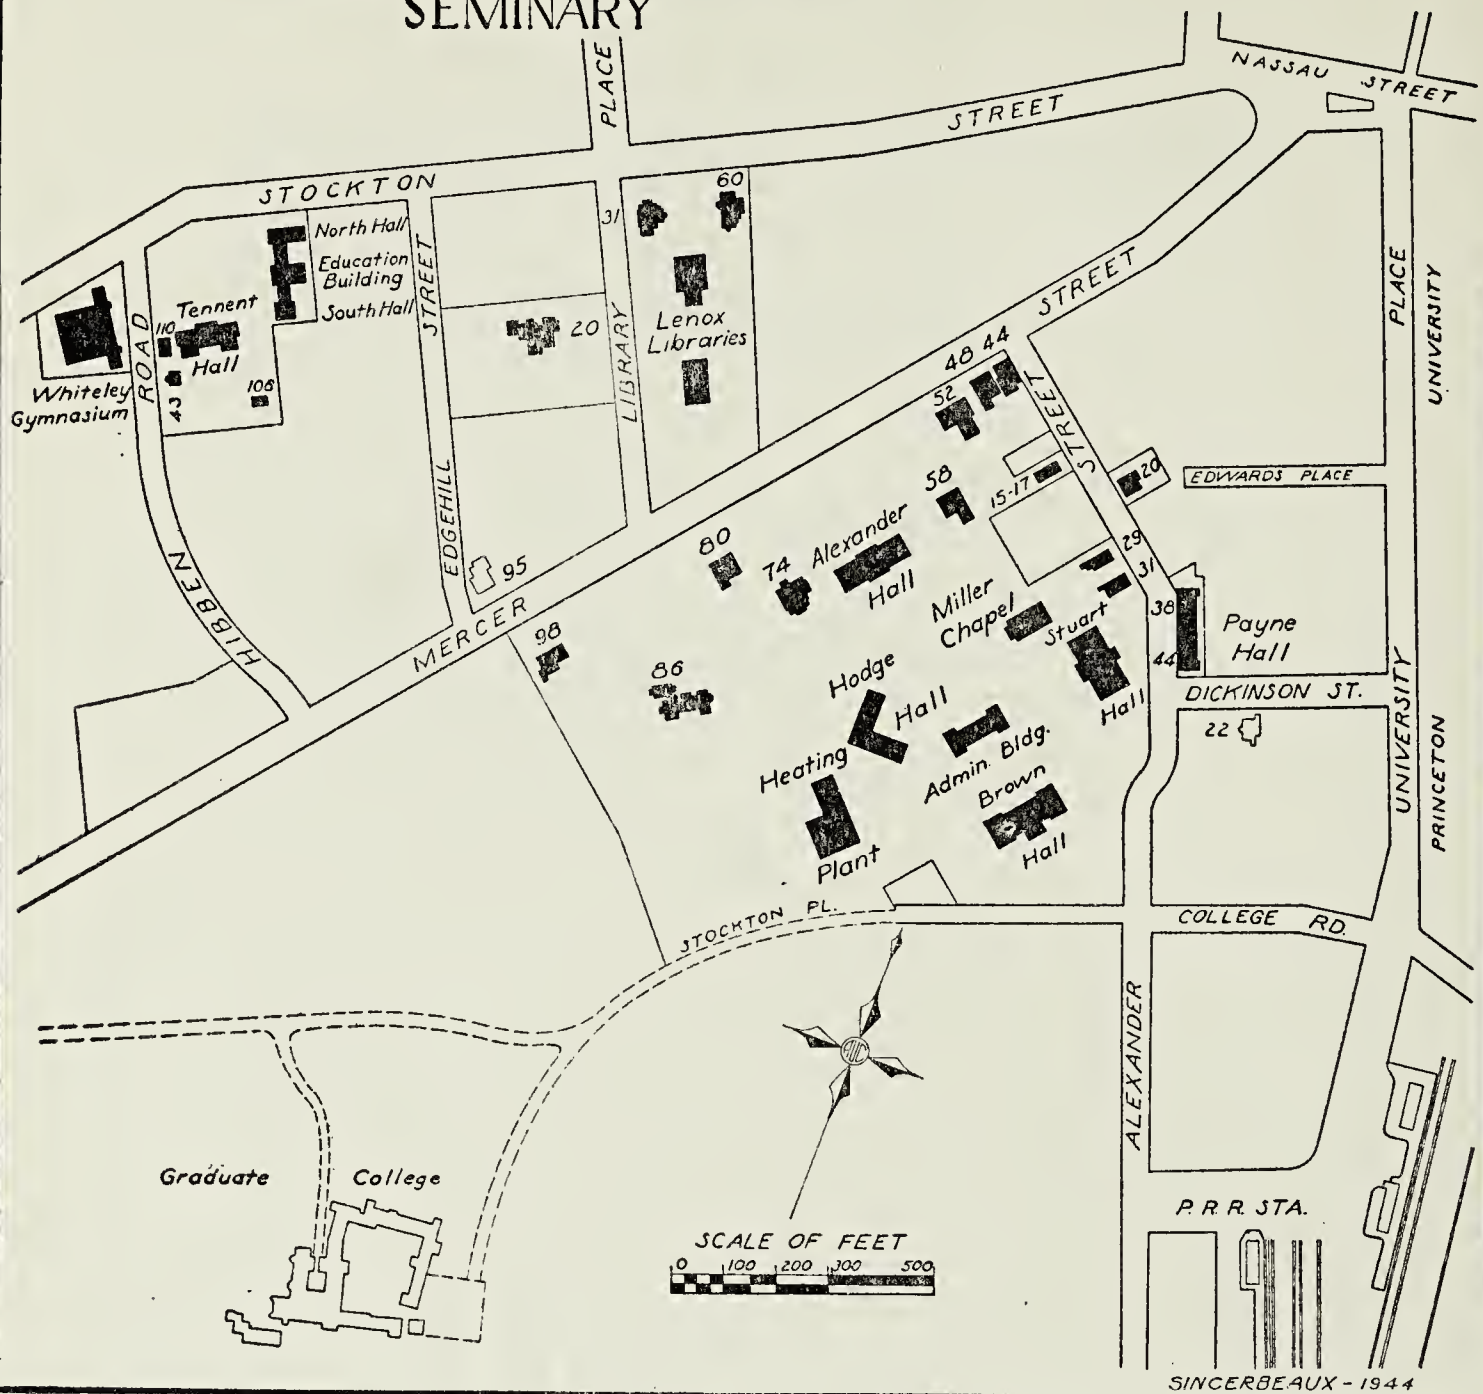 SEMINARY
NASSAU STREET
PLACE
STREET
STOCKTON
60
31
North Hall
Education
Building
South Hall
STREET
PLACE
UNIVERSITY
Tennent
Hall
110
ROAD
20
Lenox
Libraries
LIBRARY
STREET
48 44
Whiteley
Gymnasium
43
106
52
STREET
58
15-17
20
EDWARDS PLACE
HIBBEN
EDGEHILL
95
80
74
Alexander
Hall
29
31
Miller
Chapel
38
44
Payne
Hall
MERCER
98
86
Stuart
Hall
DICKINSON ST.
Hodge
Hall
22
UNIVERSITY
PRINCETON
Heating
Plant
Admin. Bldg.
Brown
Hall
STOCKTON PL.
COLLEGE RD.
ALEXANDER
Graduate College
P. R. R. STA.
SCALE OF FEET
0 100 200 300 500
SINCERBEAUX - 1944